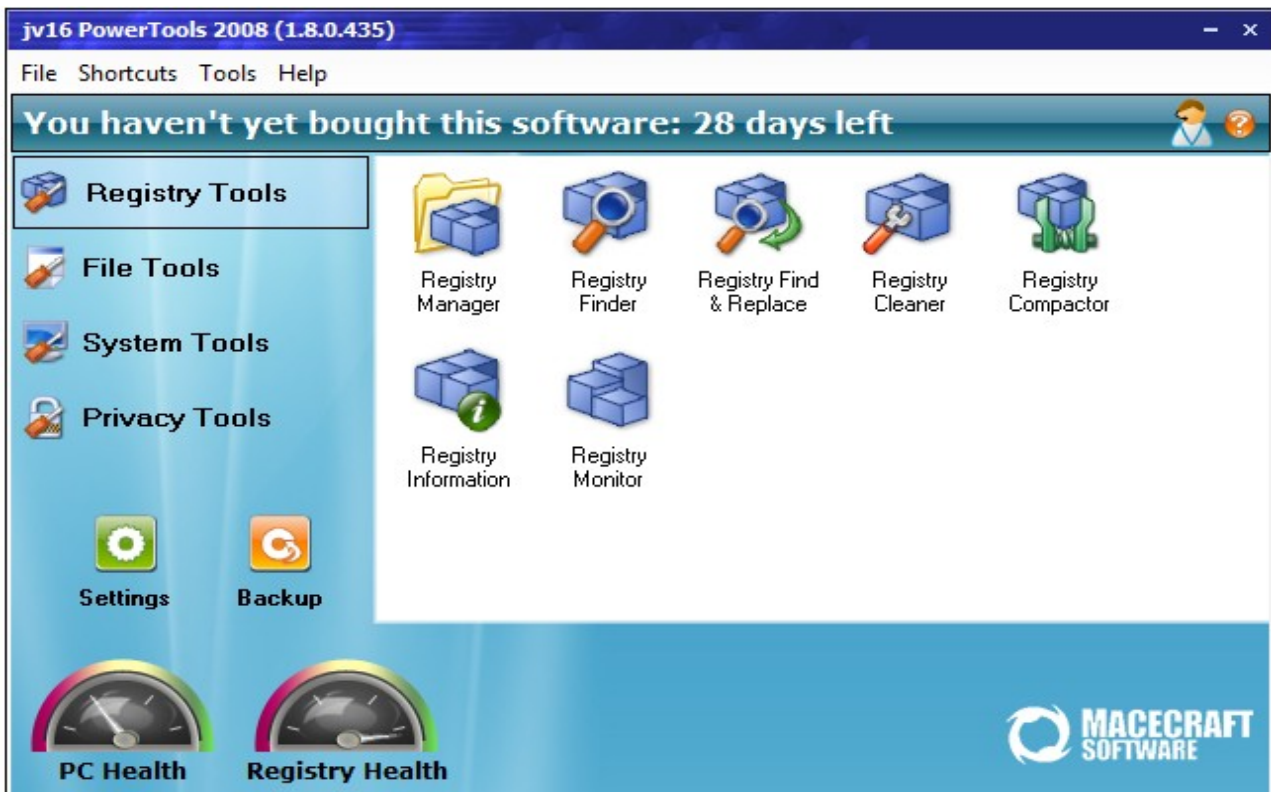 jv16 PowerTools 2008 (1.8.0.435)
File Shortcuts Tools Help
You haven't yet bought this software: 28 days left
Registry Tools
File Tools
System Tools
Privacy Tools
Settings
Backup
Registry
Manager
Registry
Finder
Registry Find
& Replace
Registry
Cleaner
Registry
Compactor
Registry
Information
Registry
Monitor
PC Health
Registry Health
MACECRAFT
SOFTWARE